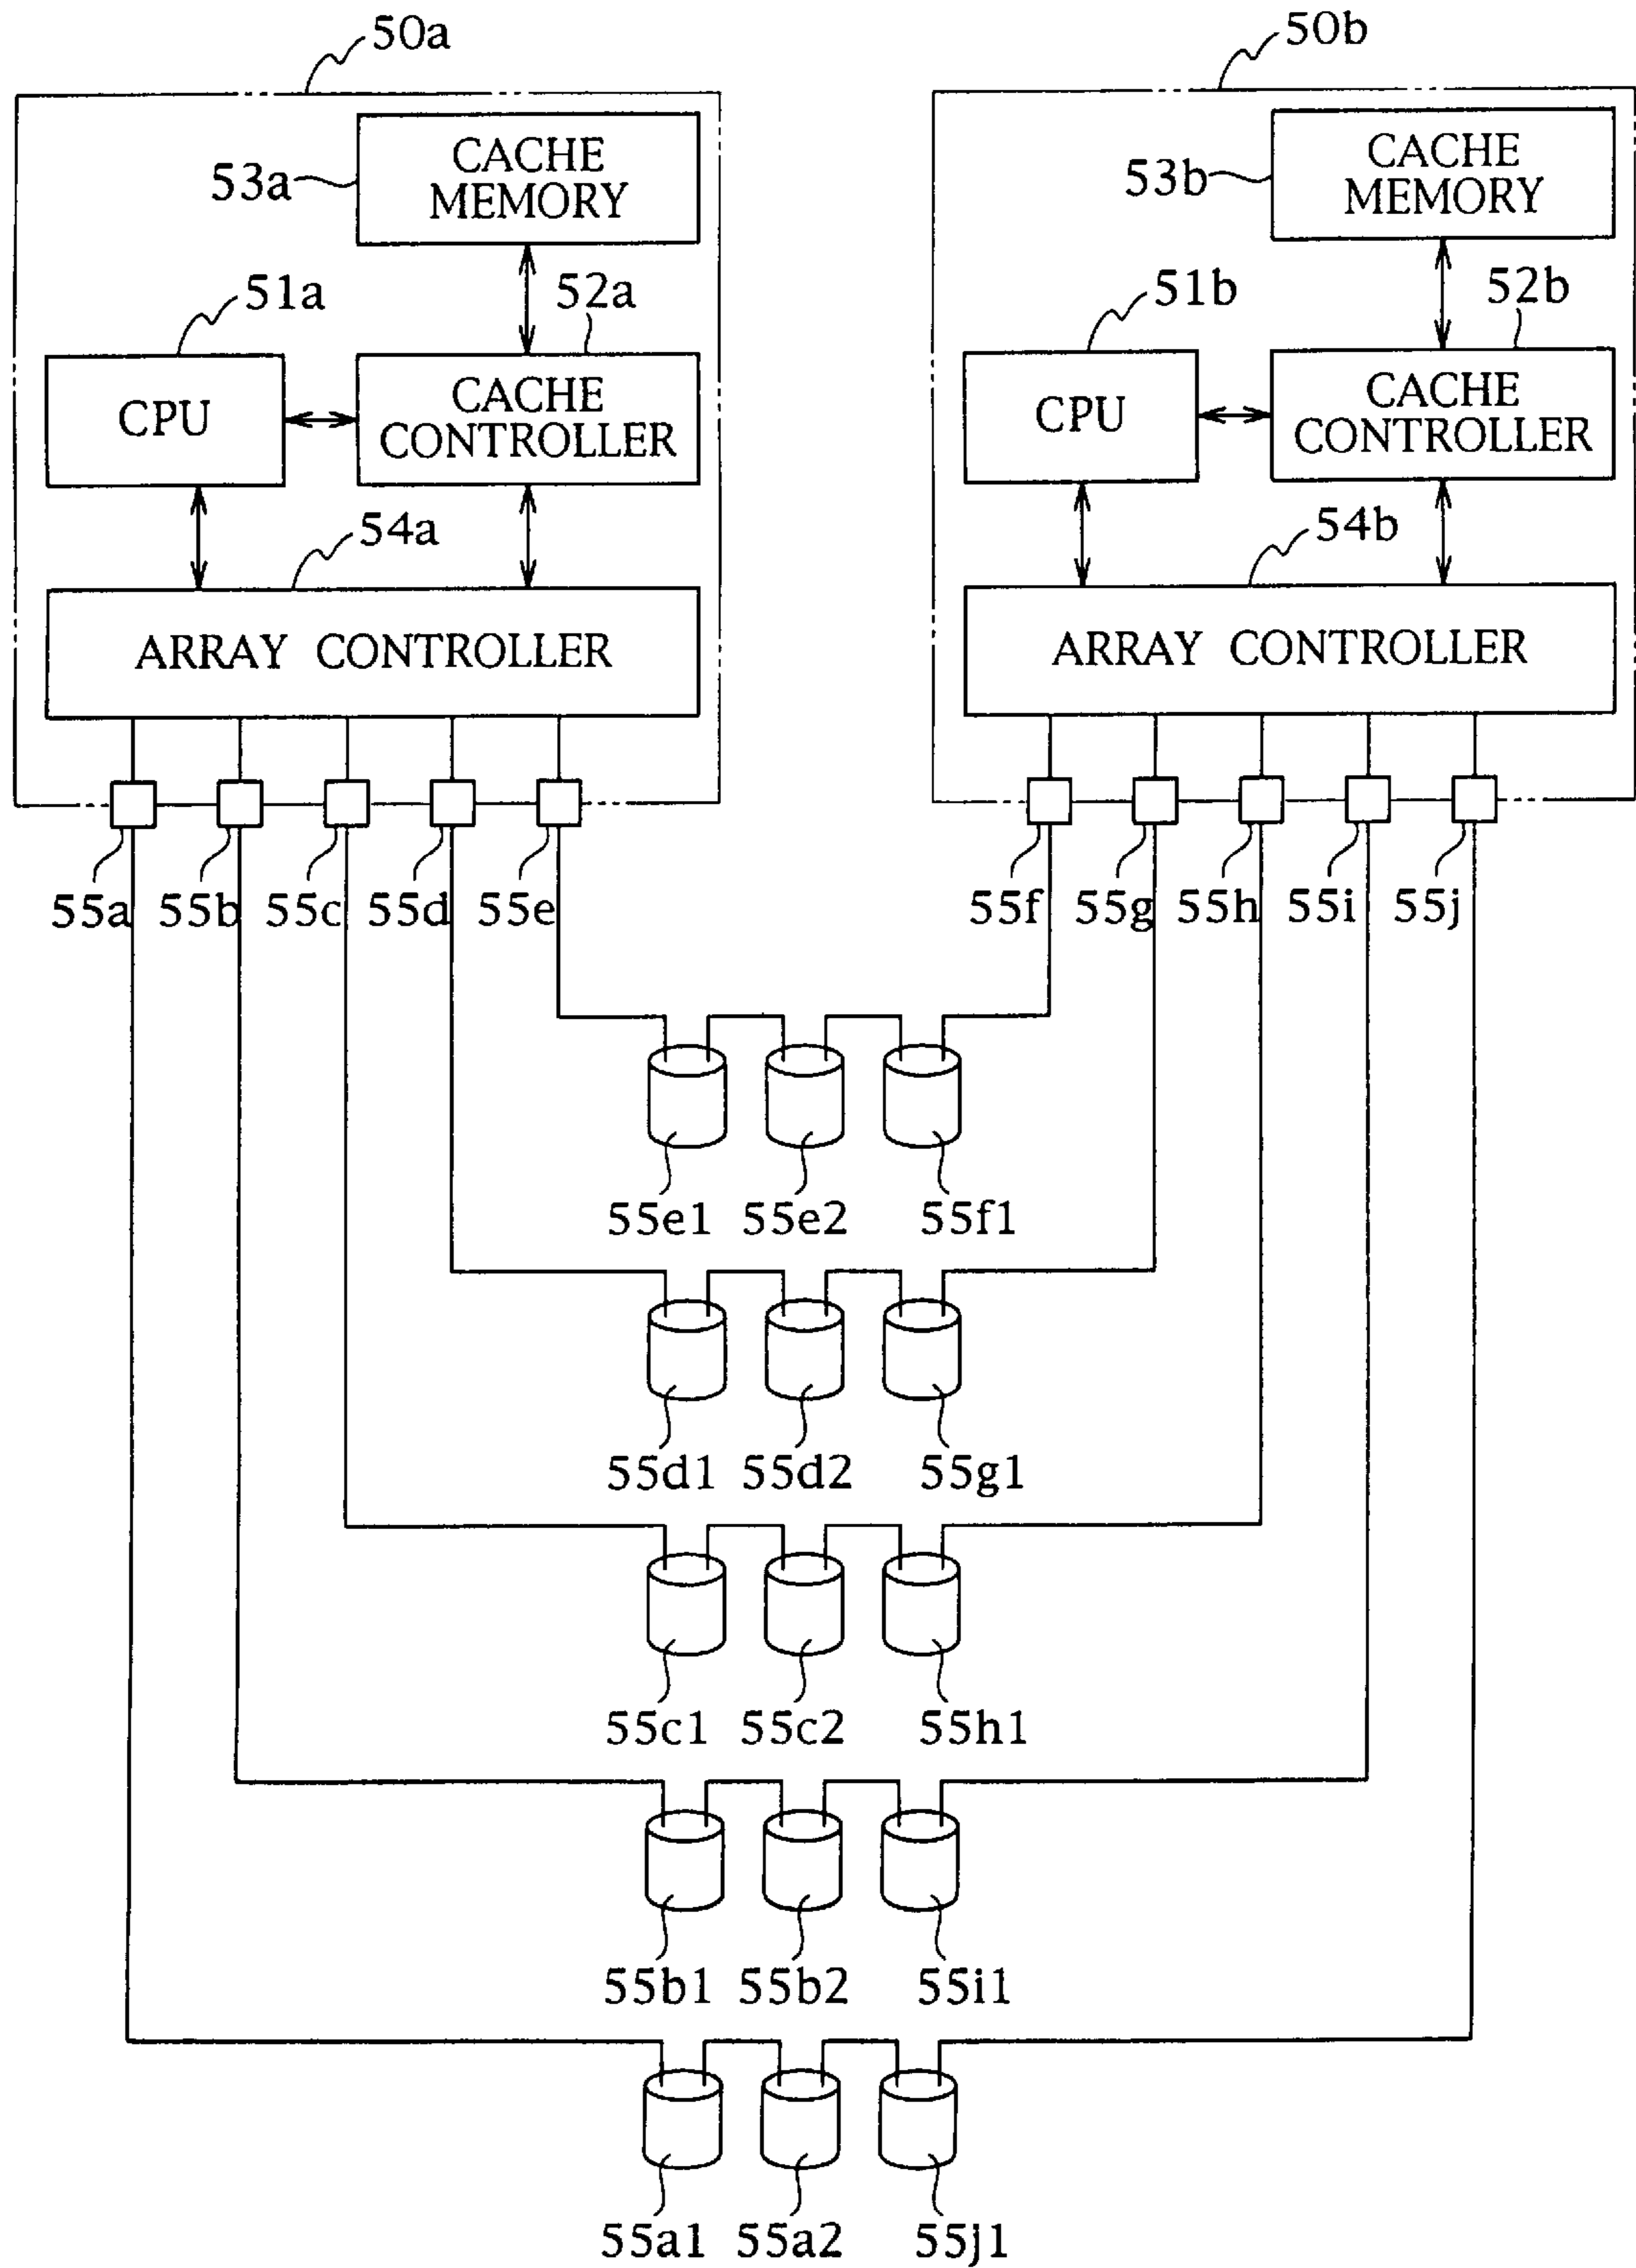 50a
50b
CACHE
MEMORY
53a
CACHE
MEMORY
53b
51a
52a
51b
52b
CPU
CACHE
CONTROLLER
CPU
CACHE
CONTROLLER
54a
54b
ARRAY CONTROLLER
ARRAY CONTROLLER
55a 55b 55c 55d 55e
55f 55g 55h 55i 55j
55e1 55e2 55f1
55d1 55d2 55g1
55c1 55c2 55h1
55b1 55b2 55i1
55a1 55a2 55j1